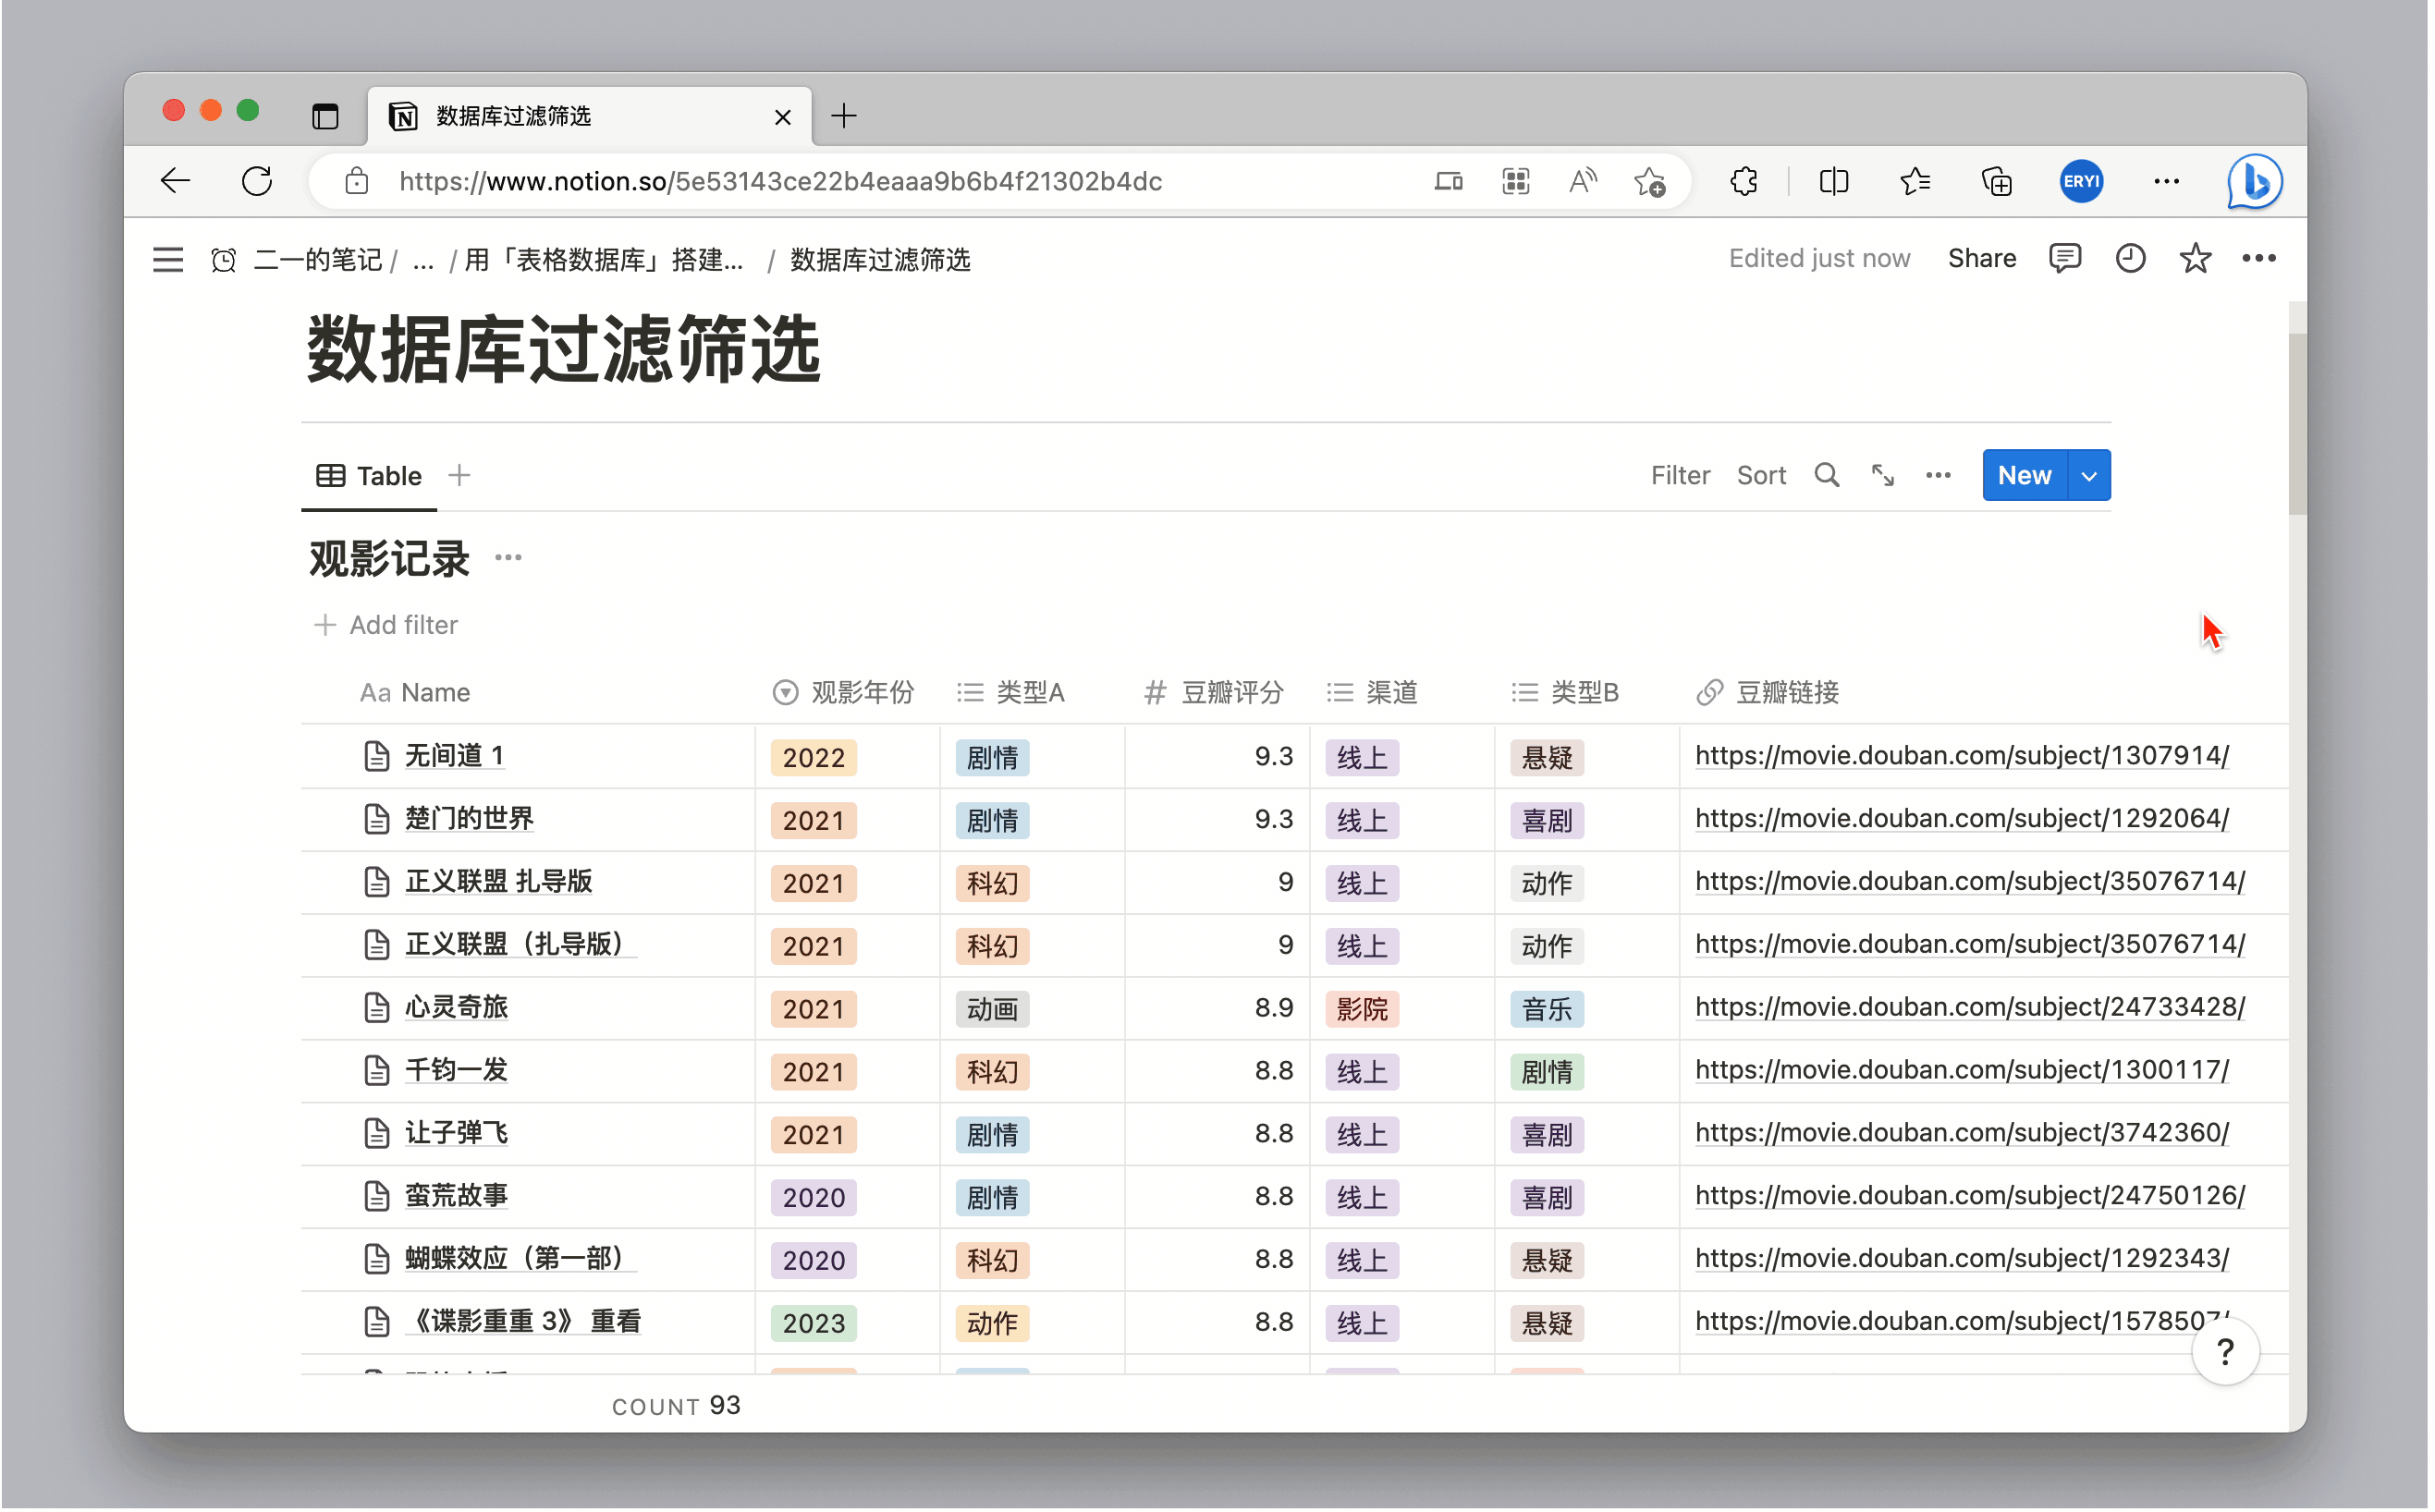 数据库过滤筛选
https://www.notion.so/5e53143ce22b4eaaa9b6b4f21302b4dc
ERYI
二一的笔记 / ... / 用「表格数据库」搭建... / 数据库过滤筛选
Edited just now Share
数据库过滤筛选
Table
Filter Sort New
观影记录
Add filter
Aa Name 观影年份 类型A # 豆瓣评分 渠道 类型B 豆瓣链接
无间道 1 2022 剧情 9.3 线上 悬疑 https://movie.douban.com/subject/1307914/
楚门的世界 2021 剧情 9.3 线上 喜剧 https://movie.douban.com/subject/1292064/
正义联盟 扎导版 2021 科幻 9 线上 动作 https://movie.douban.com/subject/35076714/
正义联盟（扎导版） 2021 科幻 9 线上 动作 https://movie.douban.com/subject/35076714/
心灵奇旅 2021 动画 8.9 影院 音乐 https://movie.douban.com/subject/24733428/
千钧一发 2021 科幻 8.8 线上 剧情 https://movie.douban.com/subject/1300117/
让子弹飞 2021 剧情 8.8 线上 喜剧 https://movie.douban.com/subject/3742360/
蛮荒故事 2020 剧情 8.8 线上 喜剧 https://movie.douban.com/subject/24750126/
蝴蝶效应（第一部） 2020 科幻 8.8 线上 悬疑 https://movie.douban.com/subject/1292343/
《谍影重重 3》 重看 2023 动作 8.8 线上 悬疑 https://movie.douban.com/subject/1578507/
?
COUNT 93